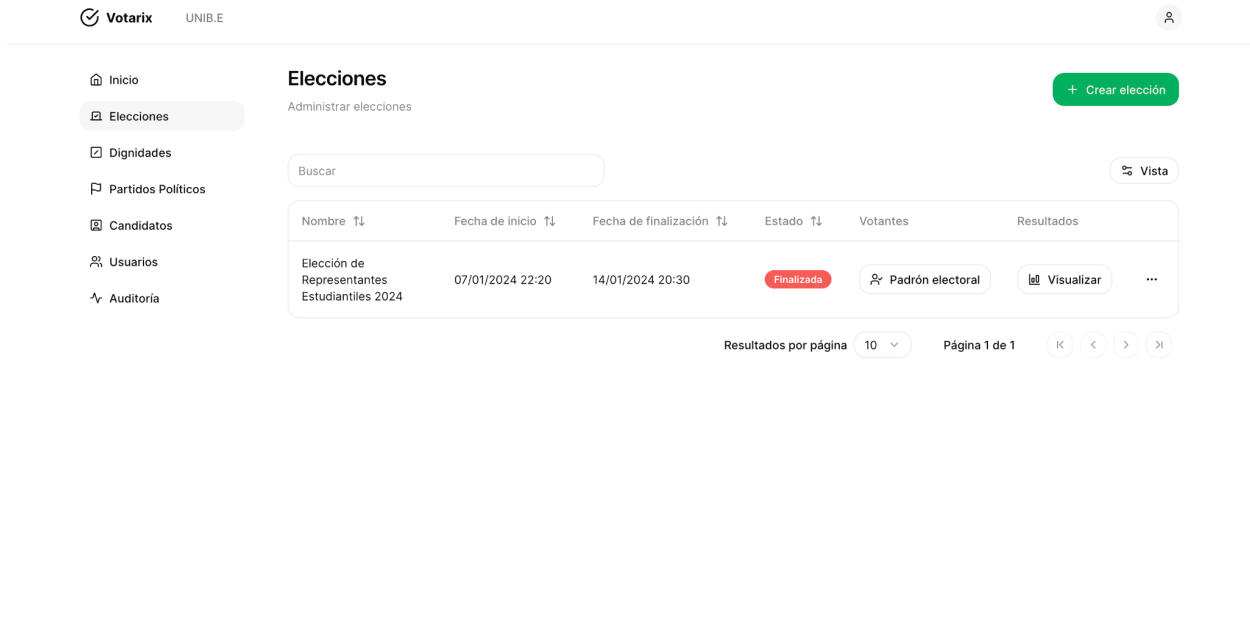 Votarix
UNIB.E
Inicio
Elecciones
Dignidades
Partidos Políticos
Candidatos
Usuarios
Auditoría
Elecciones
Administrar elecciones
Crear elección
Buscar
Vista
Nombre Fecha de inicio Fecha de finalización Estado Votantes Resultados
Elección de
Representantes
Estudiantiles 2024
07/01/2024 22:20 14/01/2024 20:30 Finalizada Padrón electoral Visualizar
Resultados por página 10 Página 1 de 1